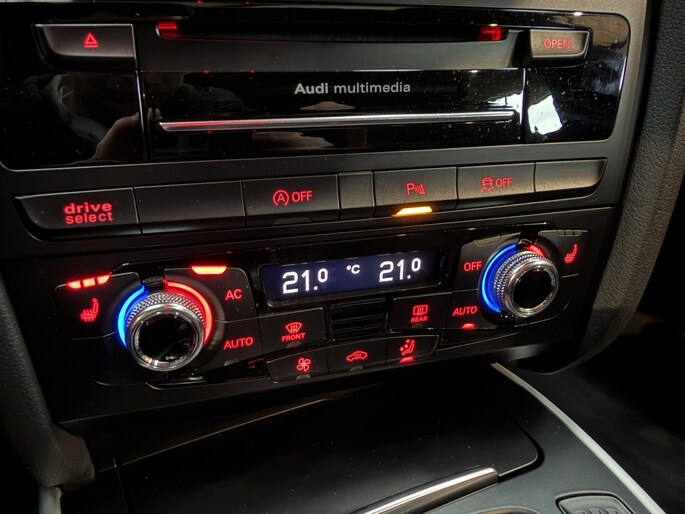 OPEN
Audi multimedia
drive
select
A OFF
P
OFF
21.0 °C 21.0
AC
AUTO
FRONT
REAR
OFF
AUTO